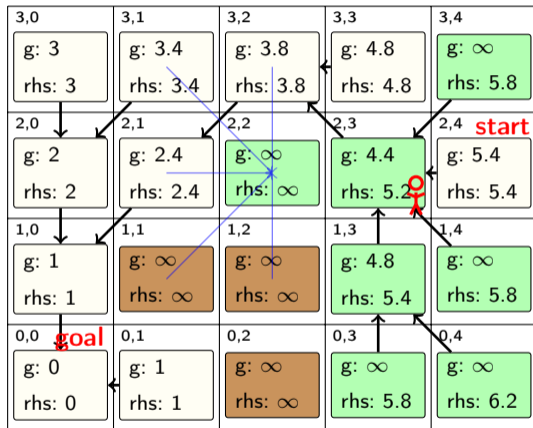 3,0 3,1 3,2 3,3 3,4
g: 3 g: 3.4 g: 3.8 g: 4.8 g: ∞
rhs: 3 rhs: 3.4 rhs: 3.8 rhs: 4.8 rhs: 5.8
2,0 2,1 2,2 2,3 2,4 start
g: 2 g: 2.4 g: ∞ g: 4.4 g: 5.4
rhs: 2 rhs: 2.4 rhs: ∞ rhs: 5.2 rhs: 5.4
1,0 1,1 1,2 1,3 1,4
g: 1 g: ∞ g: ∞ g: 4.8 g: ∞
rhs: 1 rhs: ∞ rhs: ∞ rhs: 5.4 rhs: 5.8
0,0 goal 0,1 0,2 0,3 0,4
g: 0 g: 1 g: ∞ g: ∞ g: ∞
rhs: 0 rhs: 1 rhs: ∞ rhs: 5.8 rhs: 6.2